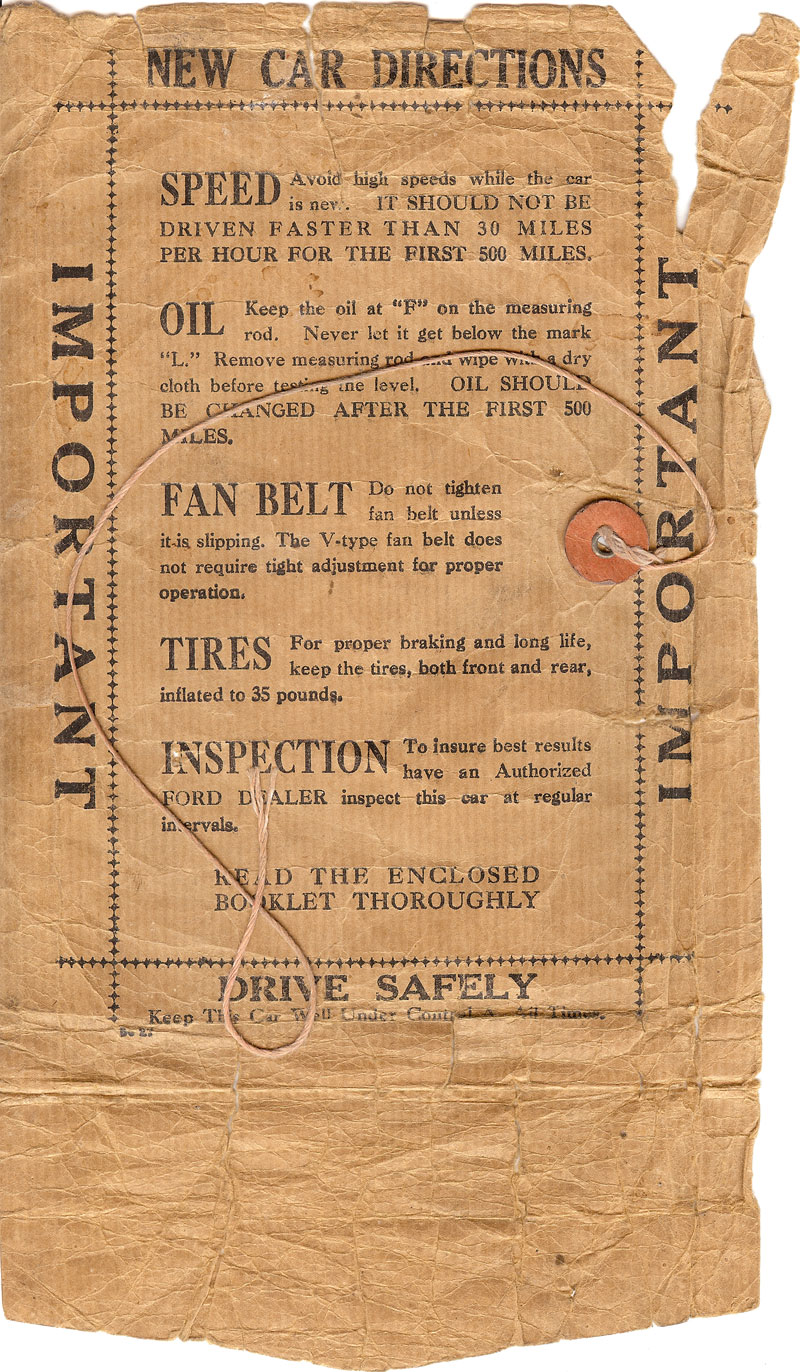 NEW CAR DIRECTIONS
IMPORTANT
SPEED Avoid high speeds while the car
is new. IT SHOULD NOT BE
DRIVEN FASTER THAN 30 MILES
PER HOUR FOR THE FIRST 500 MILES.
OIL Keep the oil at "F" on the measuring
rod. Never let it get below the mark
"L." Remove measuring rod and wipe with a dry
cloth before testing the level. OIL SHOULD
BE CHANGED AFTER THE FIRST 500
MILES.
FAN BELT Do not tighten
fan belt unless
it is slipping. The V-type fan belt does
not require tight adjustment for proper
operation.
TIRES For proper braking and long life,
keep the tires, both front and rear,
inflated to 35 pounds.
INSPECTION To insure best results
have an Authorized
FORD DEALER inspect this car at regular
intervals.
READ THE ENCLOSED
BOOKLET THOROUGHLY
IMPORTANT
DRIVE SAFELY
Keep This Car Well Under Control At All Times.